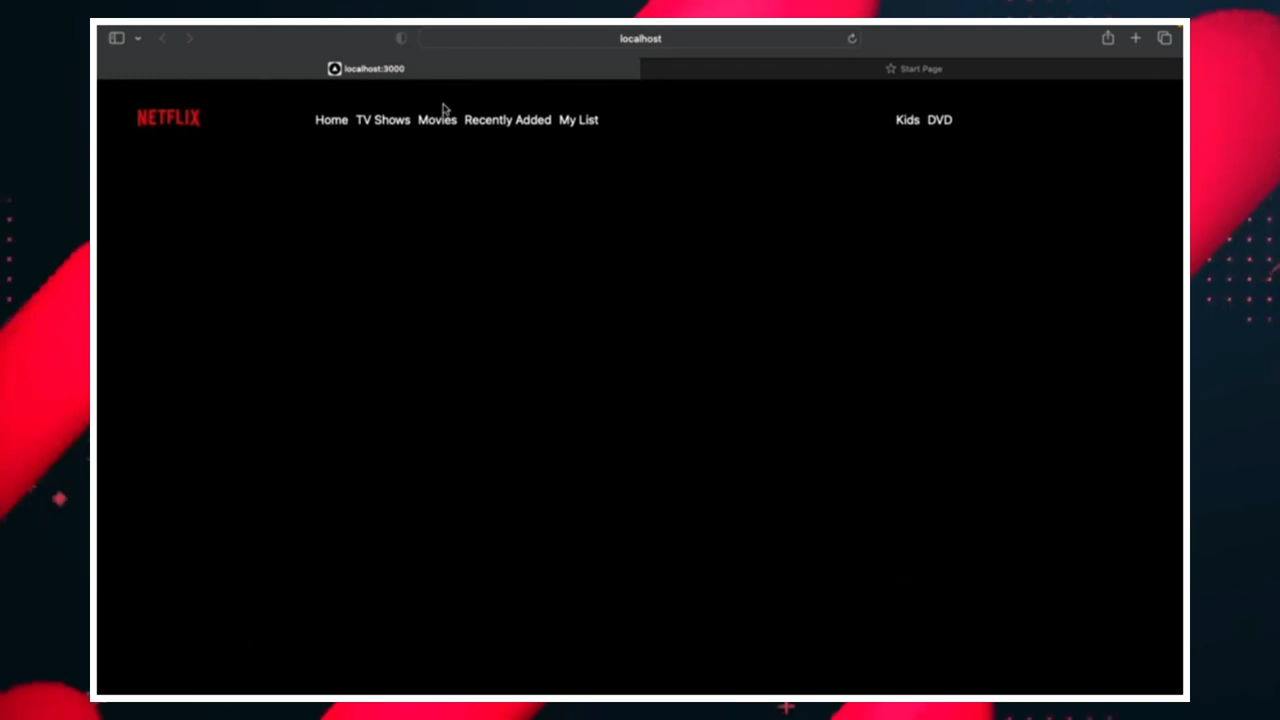 localhost
localhost:3000
Start Page
NETFLIX
Home TV Shows Movies Recently Added My List
Kids DVD